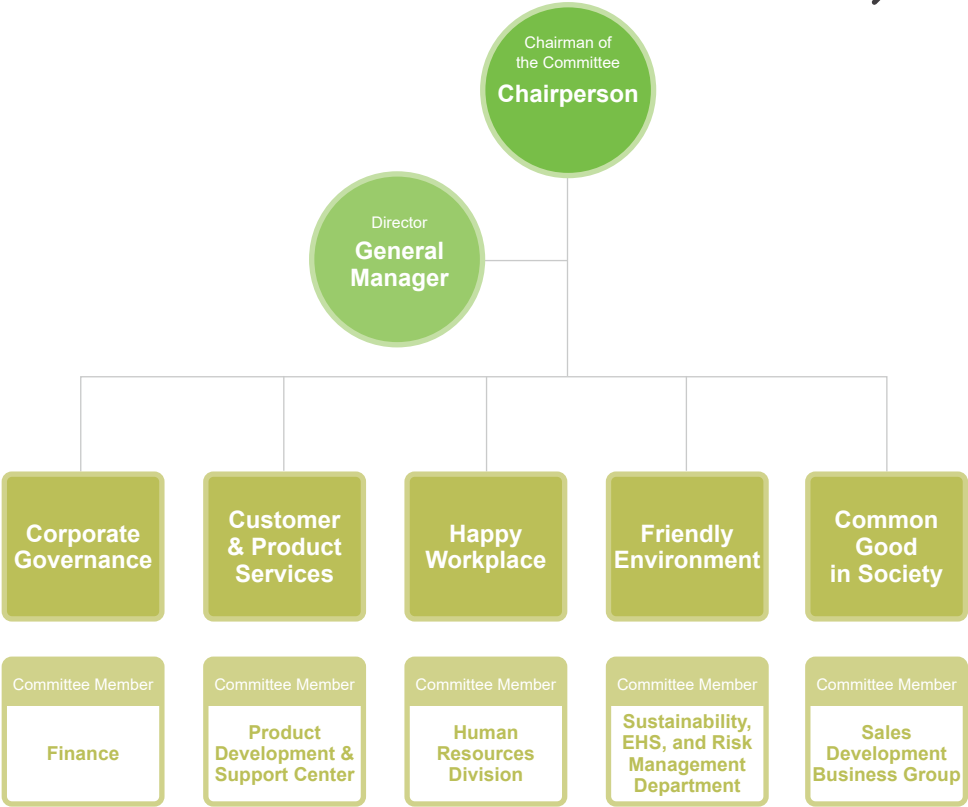 Chairman of
the Committee
Chairperson
Director
General
Manager
Corporate
Governance
Customer
& Product
Services
Happy
Workplace
Friendly
Environment
Common
Good
in Society
Committee Member
Finance
Committee Member
Product
Development &
Support Center
Committee Member
Human
Resources
Division
Committee Member
Sustainability,
EHS, and Risk
Management
Department
Committee Member
Sales
Development
Business Group